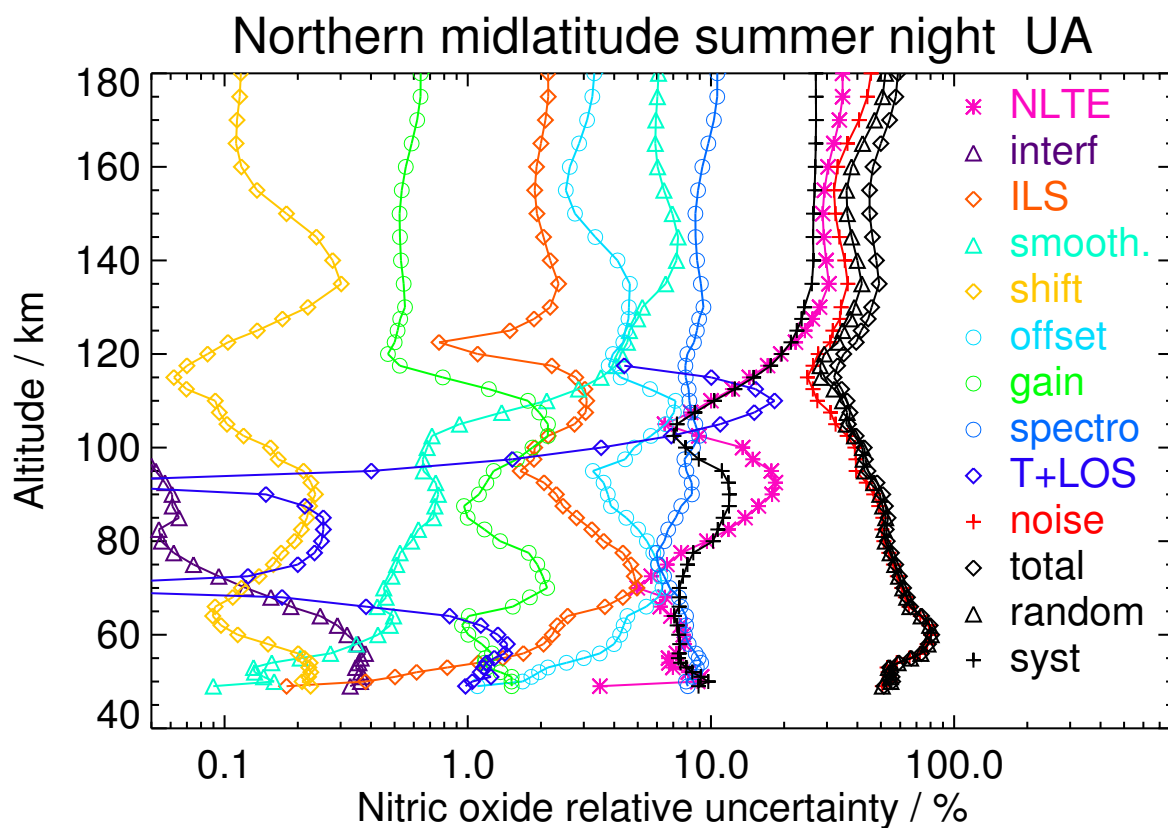 Northern midlatitude summer night UA
180
160
140
120
100
80
60
40
Altitude / km
0.1
1.0
10.0
100.0
Nitric oxide relative uncertainty / %
NLTE
interf
ILS
smooth.
shift
offset
gain
spectro
T+LOS
noise
total
random
syst